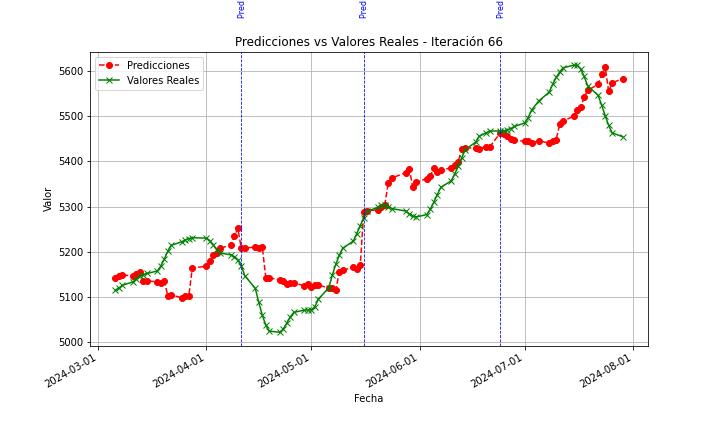 Pred
Pred
Pred
Predicciones vs Valores Reales - Iteración 66
Predicciones
Valores Reales
5600
5500
5400
5300
5200
5100
5000
Valor
2024-03-01
2024-04-01
2024-05-01
2024-06-01
2024-07-01
2024-08-01
Fecha